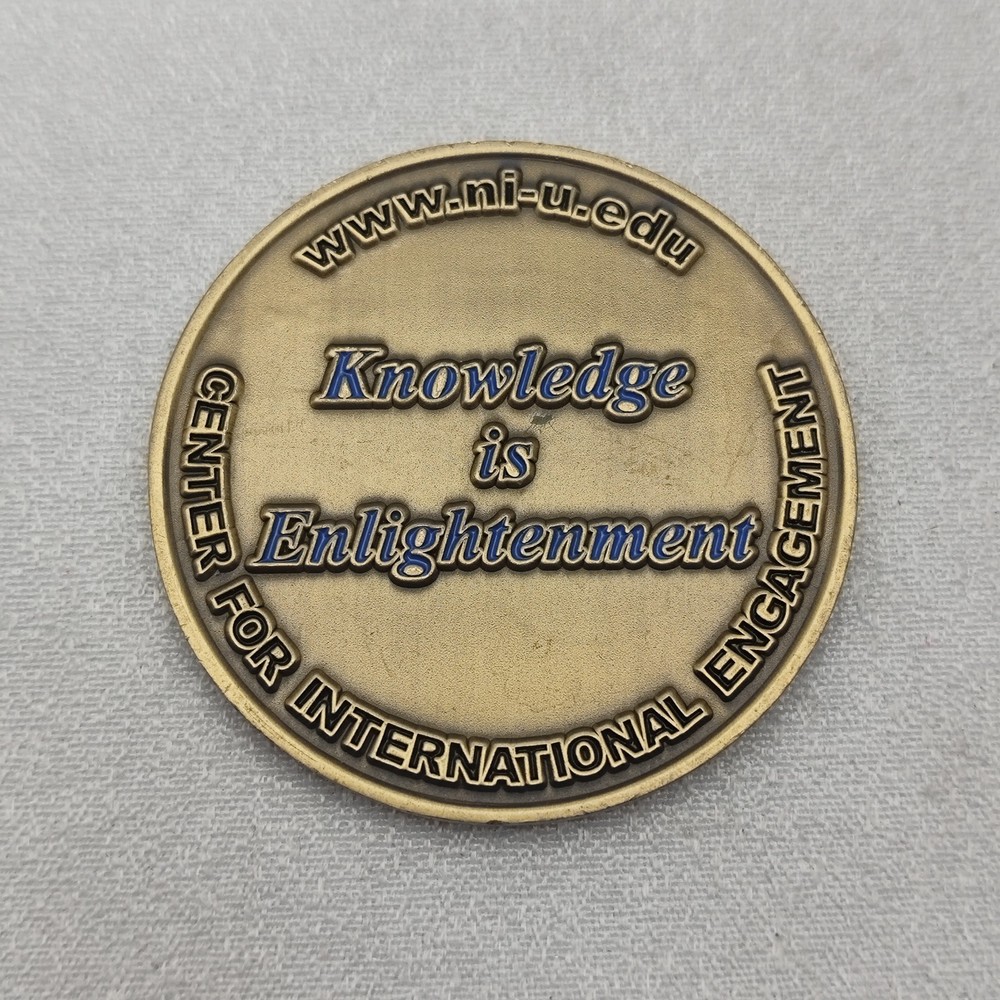 www.ni-u.edu
Knowledge
is
Enlightenment
CENTER FOR INTERNATIONAL ENGAGEMENT